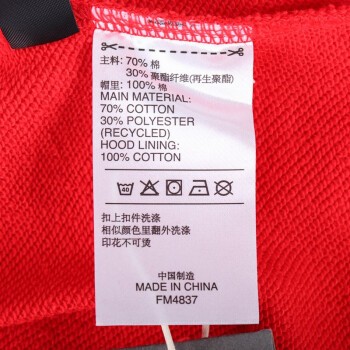 主料: 70% 棉
30% 聚酯纤维(再生聚酯)
帽里: 100% 棉
MAIN MATERIAL:
70% COTTON
30% POLYESTER
(RECYCLED)
HOOD LINING:
100% COTTON
40
扣上扣件洗涤
相似颜色里翻外洗涤
印花不可烫
中国制造
MADE IN CHINA
FM4837